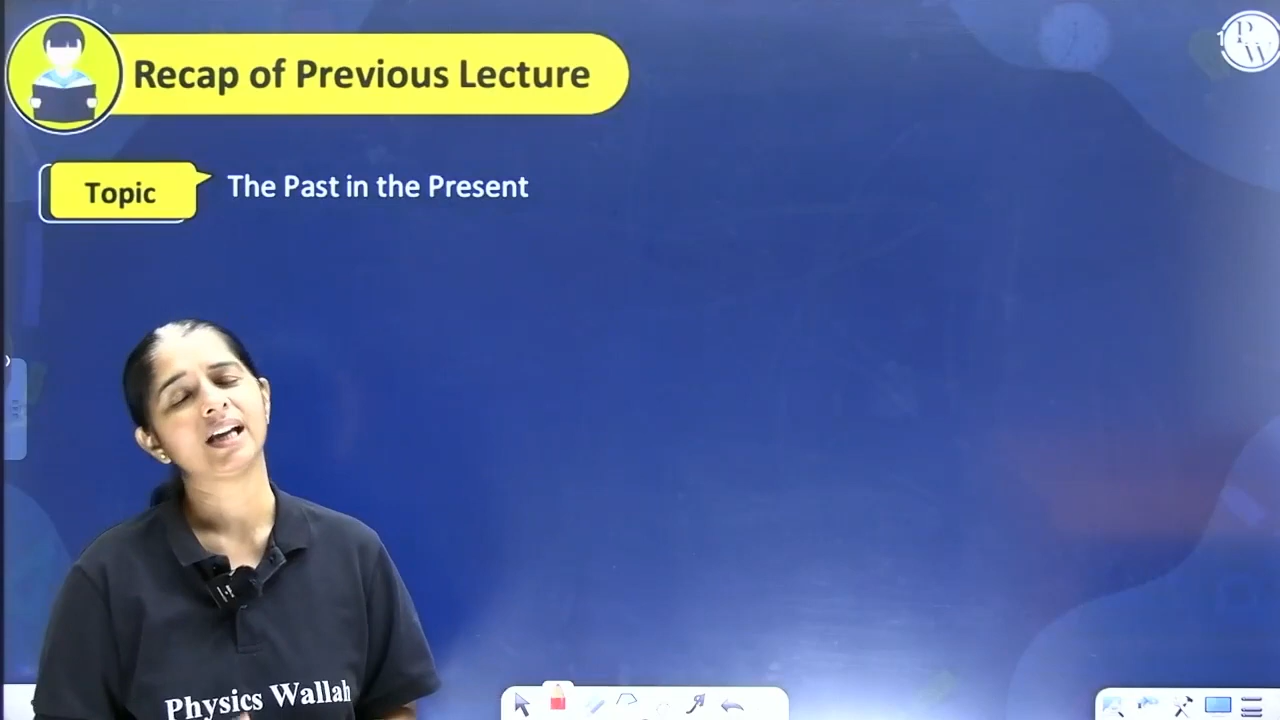 Recap of Previous Lecture
Topic
The Past in the Present
P
W
Physics Wallah